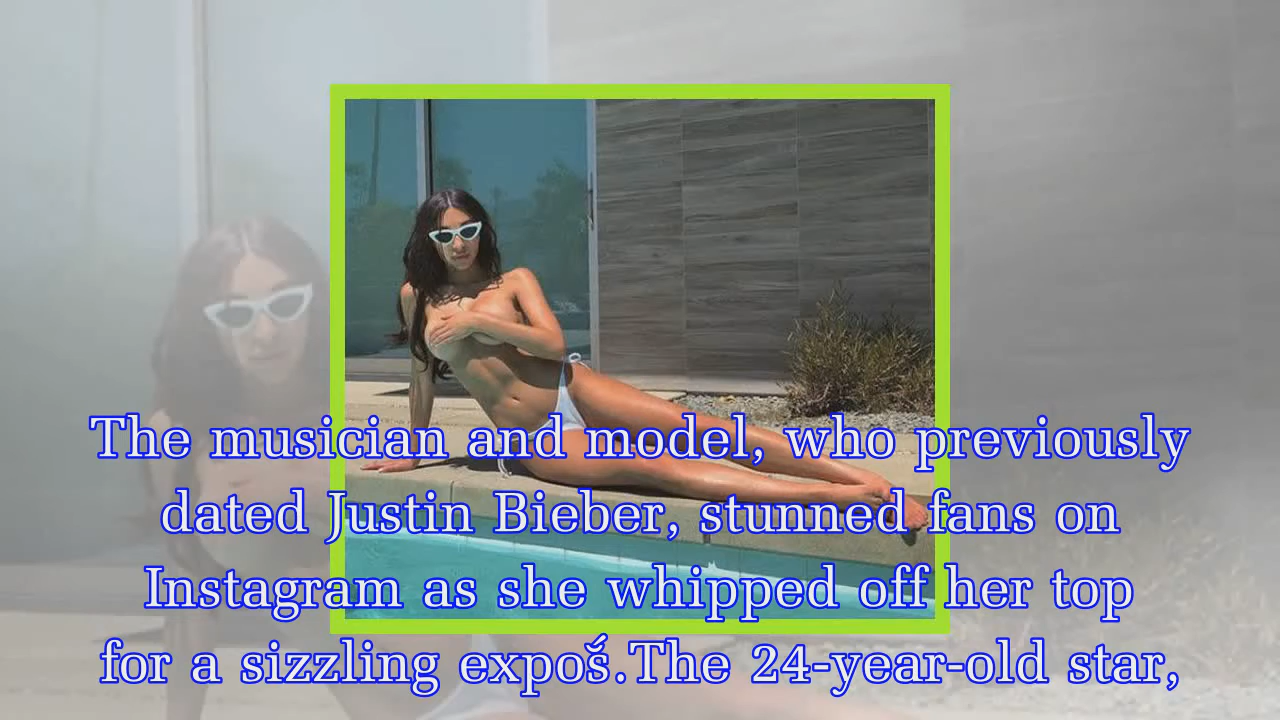 The musician and model, who previously
dated Justin Bieber, stunned fans on
Instagram as she whipped off her top
for a sizzling expoś.The 24-year-old star,